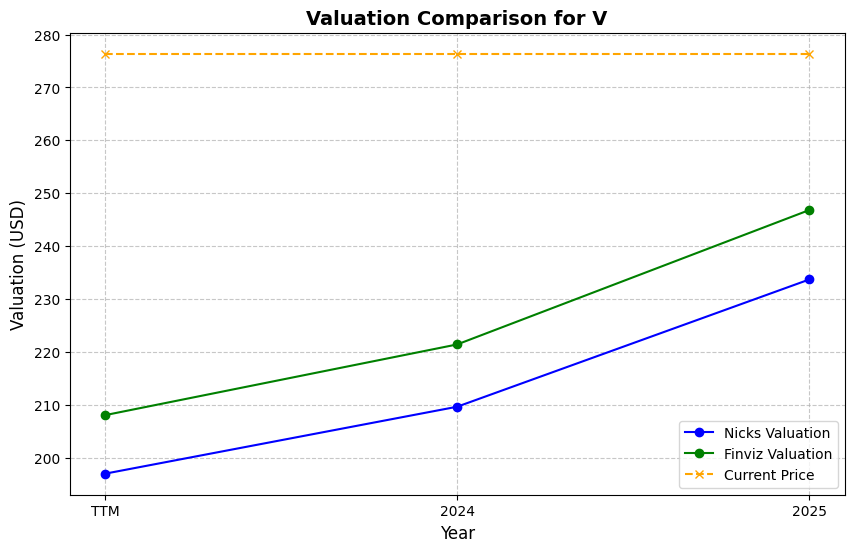 Valuation Comparison for V
280
270
260
250
240
230
220
210
200
Valuation (USD)
TTM
2024
2025
Year
Nicks Valuation
Finviz Valuation
Current Price